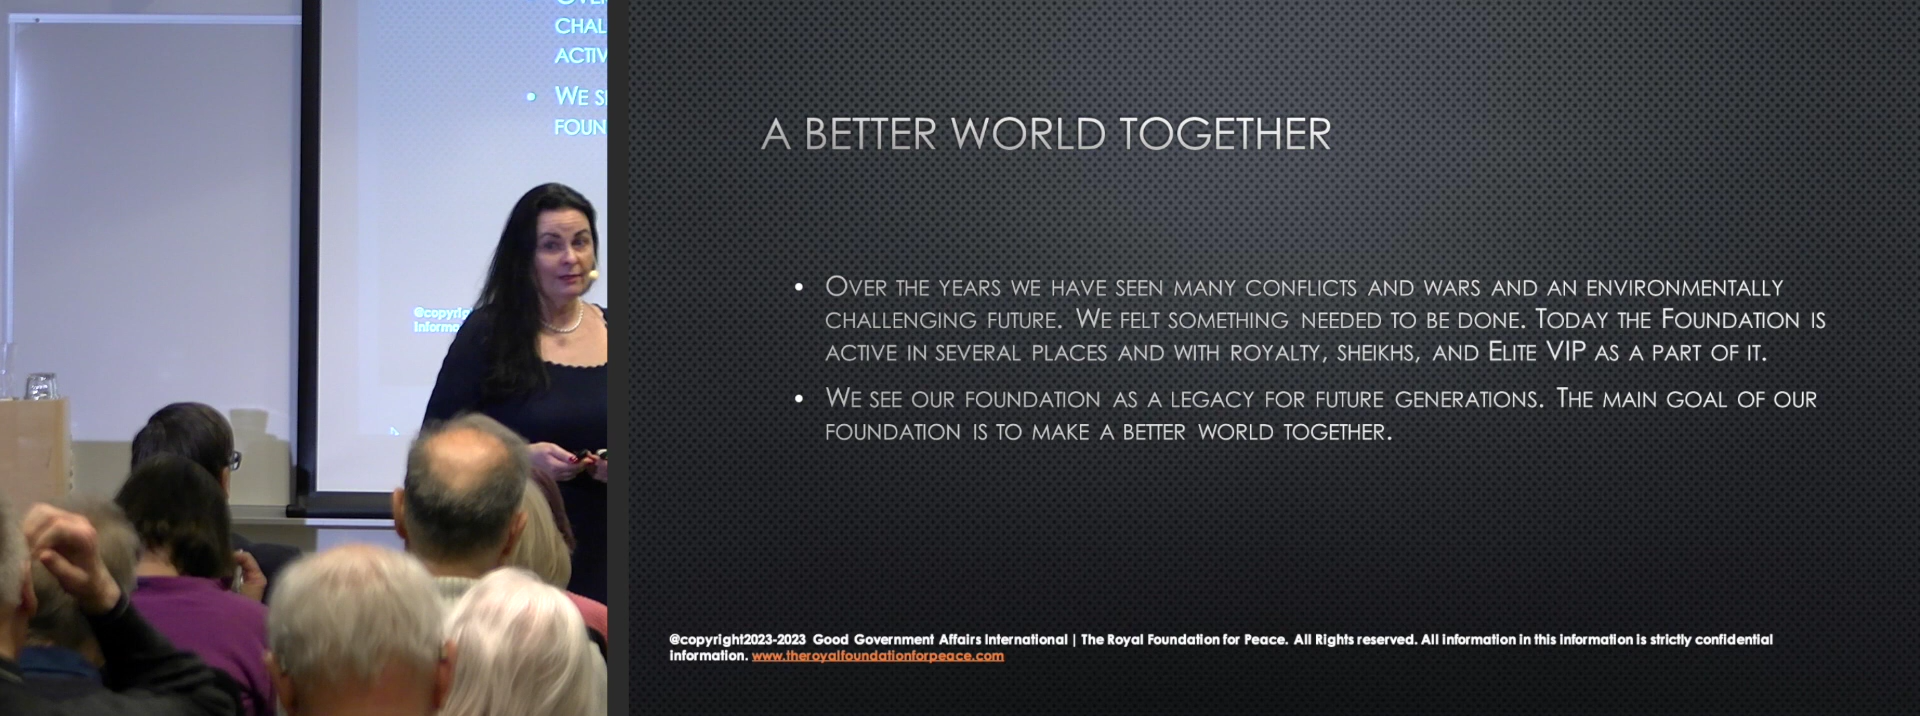 CHAL
ACTIV
• WE S
FOUN
@copyrig
Informa
A BETTER WORLD TOGETHER
• OVER THE YEARS WE HAVE SEEN MANY CONFLICTS AND WARS AND AN ENVIRONMENTALLY
CHALLENGING FUTURE. WE FELT SOMETHING NEEDED TO BE DONE. TODAY THE FOUNDATION IS
ACTIVE IN SEVERAL PLACES AND WITH ROYALTY, SHEIKHS, AND ELITE VIP AS A PART OF IT.
• WE SEE OUR FOUNDATION AS A LEGACY FOR FUTURE GENERATIONS. THE MAIN GOAL OF OUR
FOUNDATION IS TO MAKE A BETTER WORLD TOGETHER.
@copyright2023-2023 Good Government Affairs International | The Royal Foundation for Peace. All Rights reserved. All information in this information is strictly confidential
information. www.theroyalfoundationforpeace.com